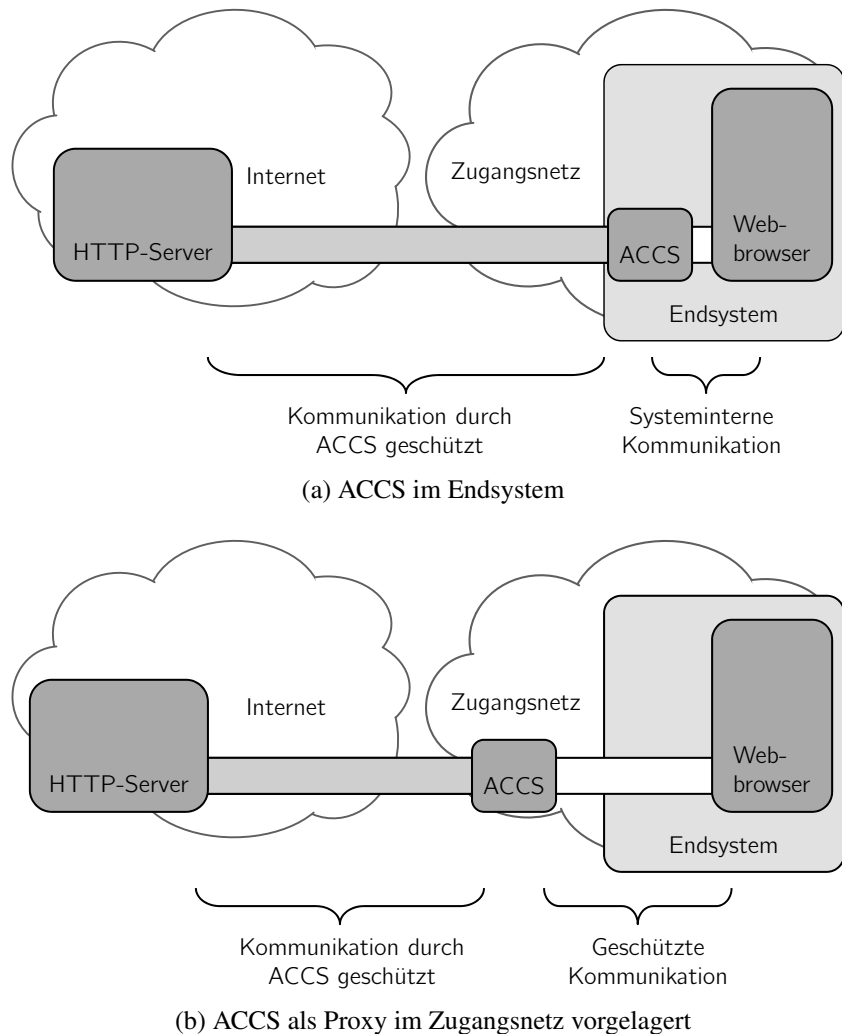 Internet
Zugangsnetz
HTTP-Server
ACCS
Web-
browser
Endsystem
Kommunikation durch
ACCS geschützt
Systeminterne
Kommunikation
(a) ACCS im Endsystem
Internet
Zugangsnetz
HTTP-Server
ACCS
Web-
browser
Endsystem
Kommunikation durch
ACCS geschützt
Geschützte
Kommunikation
(b) ACCS als Proxy im Zugangsnetz vorgelagert